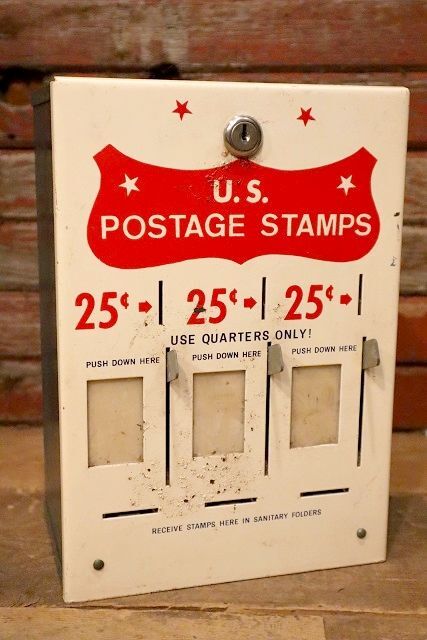 U.S.
POSTAGE STAMPS
25¢ 25¢ 25¢
USE QUARTERS ONLY!
PUSH DOWN HERE PUSH DOWN HERE PUSH DOWN HERE
RECEIVE STAMPS HERE IN SANITARY FOLDERS